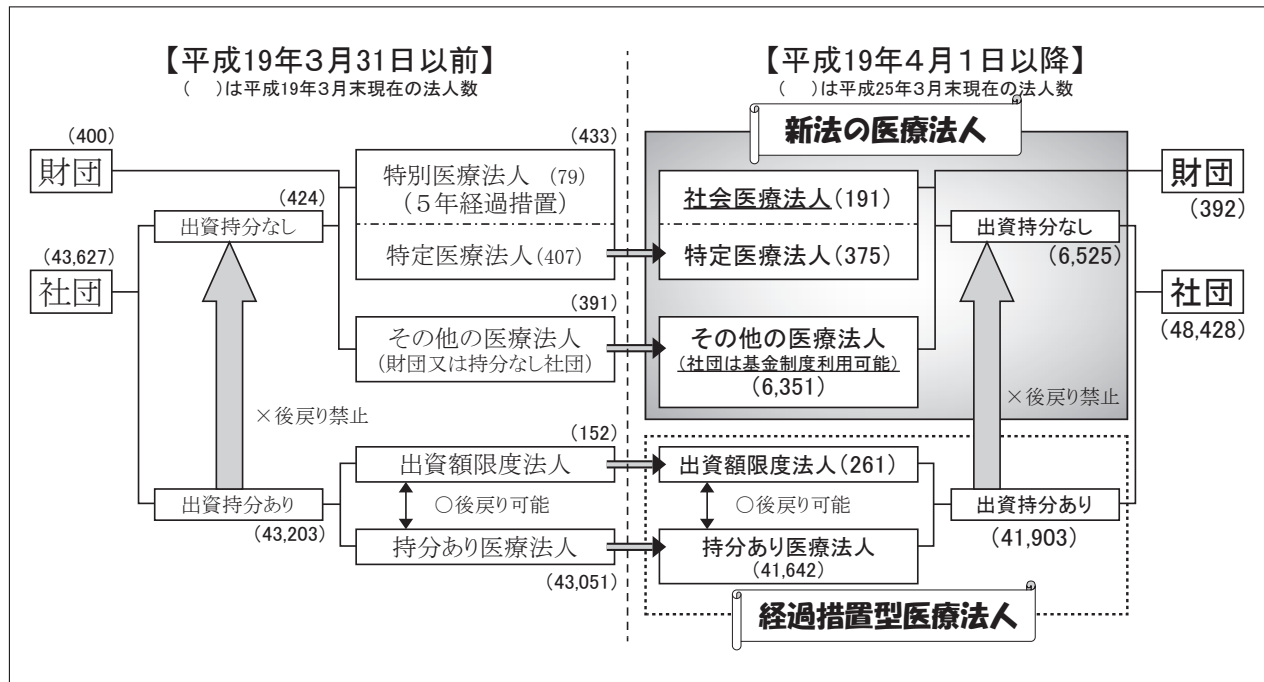 【平成19年3月31日以前】
（　）は平成19年3月末現在の法人数
(400)
財団
(424)
出資持分なし
(43,627)
社団
×後戻り禁止
出資持分あり
(43,203)
(433)
特別医療法人 (79)
(５年経過措置)
特定医療法人(407)
(391)
その他の医療法人
(財団又は持分なし社団)
(152)
出資額限度法人
○後戻り可能
持分あり医療法人
(43,051)
【平成19年４月１日以降】
（　）は平成25年3月末現在の法人数
新法の医療法人
社会医療法人(191)
特定医療法人(375)
その他の医療法人
(社団は基金制度利用可能)
(6,351)
出資額限度法人(261)
○後戻り可能
持分あり医療法人
(41,642)
出資持分なし
(6,525)
×後戻り禁止
出資持分あり
(41,903)
財団
(392)
社団
(48,428)
経過措置型医療法人